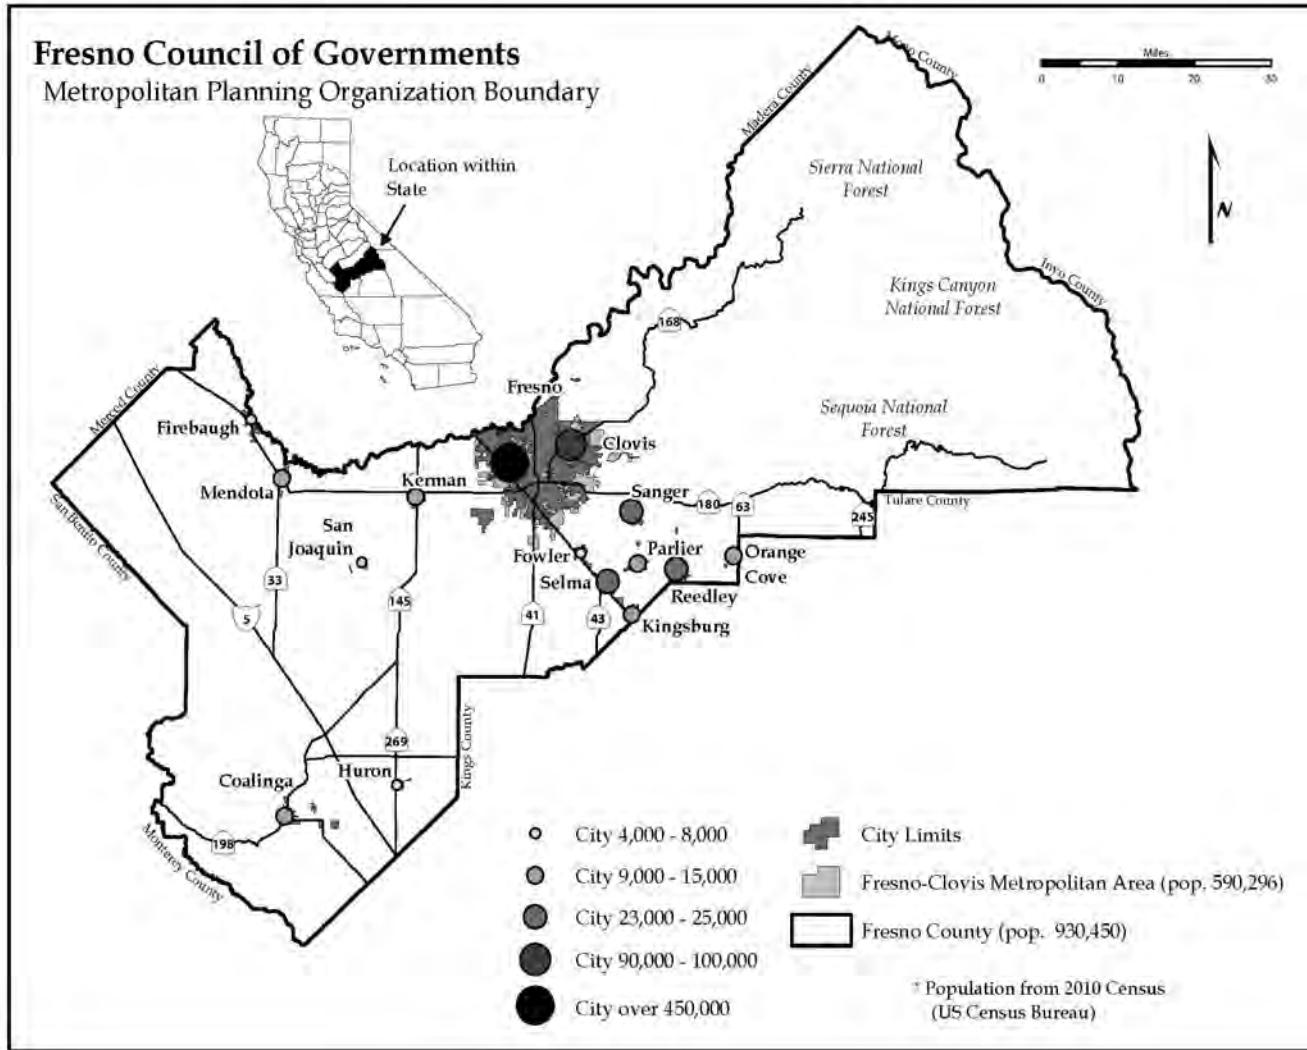 Fresno Council of Governments
Metropolitan Planning Organization Boundary
Miles
0 10 20 30
Location within
State
N
Mono County
Madera County
Sierra National
Forest
Inyo County
Kings Canyon
National Forest
168
Merced County
Fresno
Sequoia National
Forest
Firebaugh
Clovis
Mendota
Kerman
Sanger
180
63
245
Tulare County
San Benito County
San
Joaquin
Fowler
Parlier
Orange
Cove
33
Selma
Reedley
5
145
41
43
Kingsburg
Kings County
269
Coalinga
Huron
198
Monterey County
City 4,000 - 8,000
City 9,000 - 15,000
City 23,000 - 25,000
City 90,000 - 100,000
City over 450,000
City Limits
Fresno-Clovis Metropolitan Area (pop. 590,296)
Fresno County (pop. 930,450)
* Population from 2010 Census
(US Census Bureau)